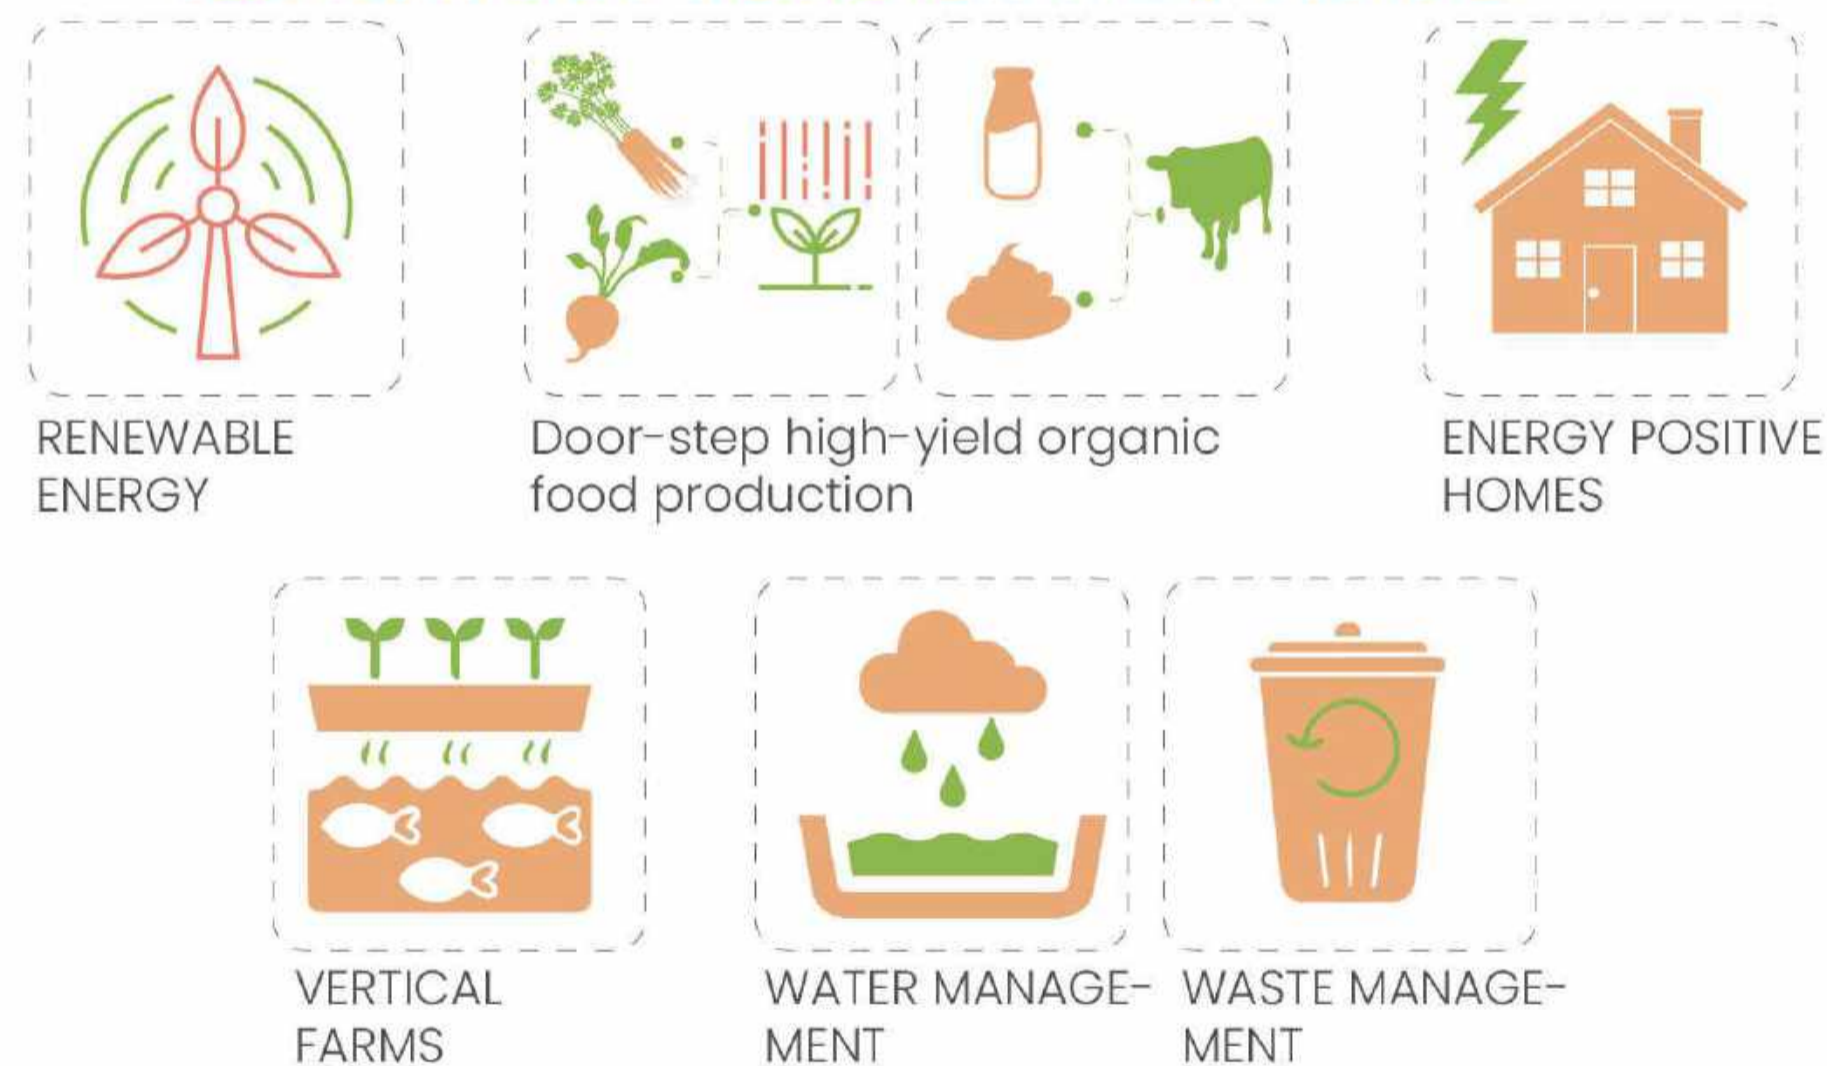 RENEWABLE
ENERGY
Door-step high-yield organic
food production
ENERGY POSITIVE
HOMES
VERTICAL
FARMS
WATER MANAGE-
MENT
WASTE MANAGE-
MENT